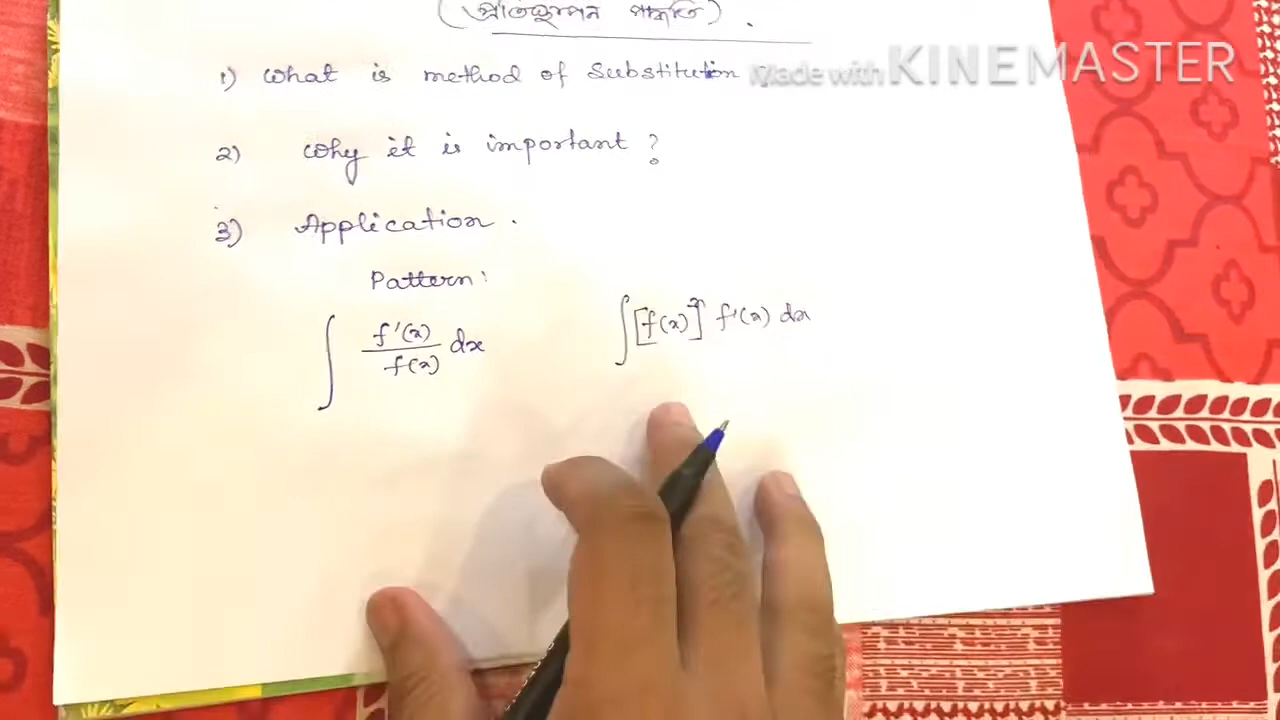 (প্রতিস্থাপন পদ্ধতি).
1) What is method of Substitution
Made with KINEMASTER
2) Why it is important ?
3) Application .
Pattern:
∫ f'(x)/f(x) dx ∫[f(x)]ⁿ f'(x) dx